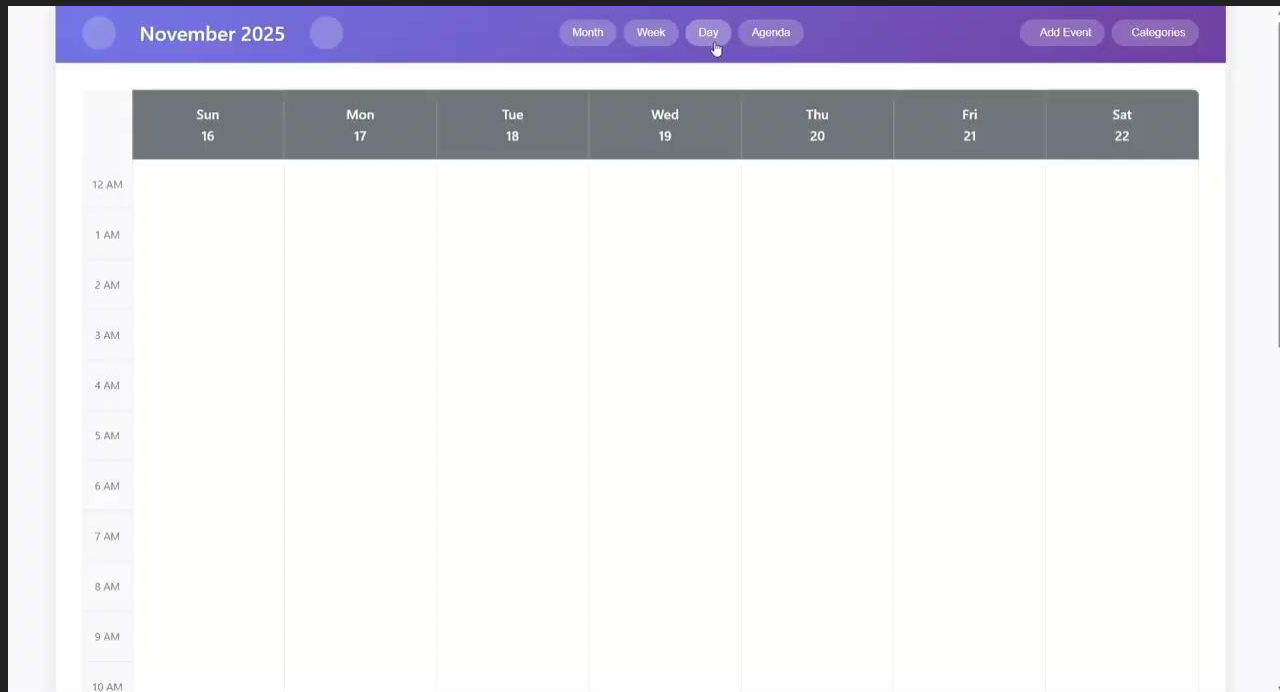 November 2025
Month Week Day Agenda
Add Event Categories
Sun Mon Tue Wed Thu Fri Sat
16 17 18 19 20 21 22
12 AM
1 AM
2 AM
3 AM
4 AM
5 AM
6 AM
7 AM
8 AM
9 AM
10 AM